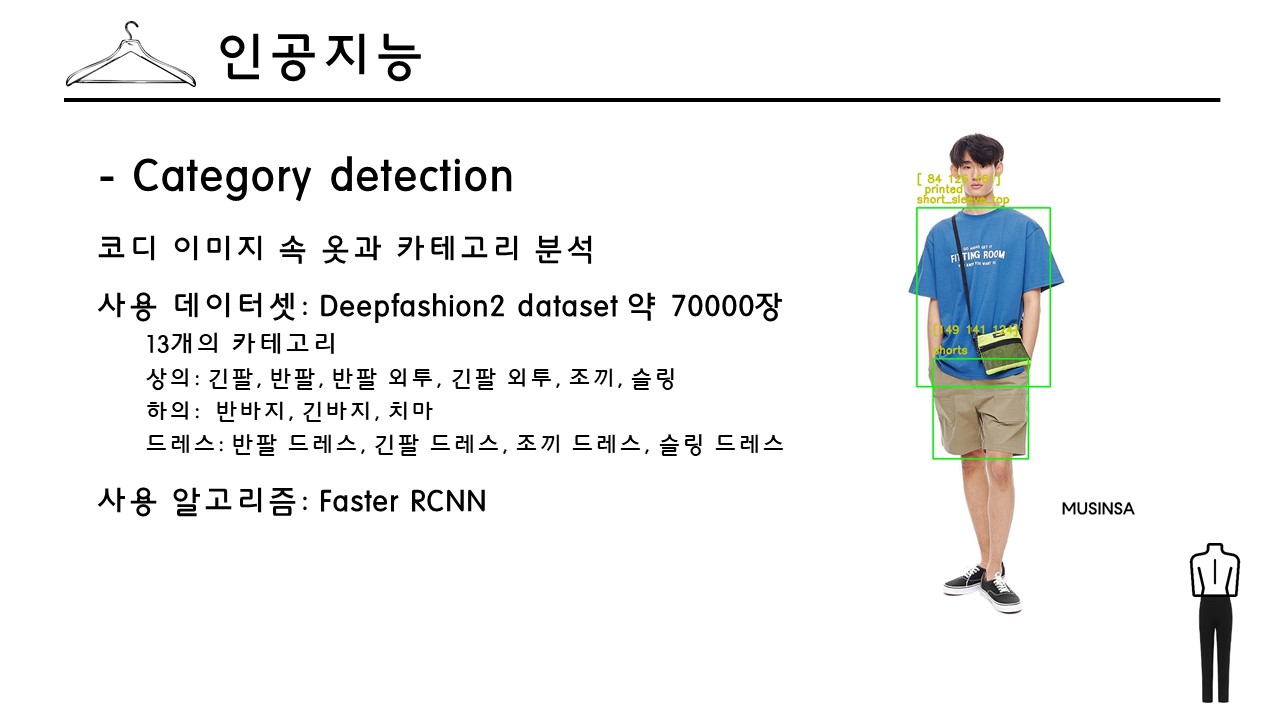 인공지능
- Category detection
코디 이미지 속 옷과 카테고리 분석
사용 데이터셋: Deepfashion2 dataset 약 70000장
13개의 카테고리
상의: 긴팔, 반팔, 반팔 외투, 긴팔 외투, 조끼, 슬링
하의: 반바지, 긴바지, 치마
드레스: 반팔 드레스, 긴팔 드레스, 조끼 드레스, 슬링 드레스
사용 알고리즘: Faster RCNN
[ 84
printed
short_sleeve_top
FITTING ROOM
[149 141
shorts
MUSINSA